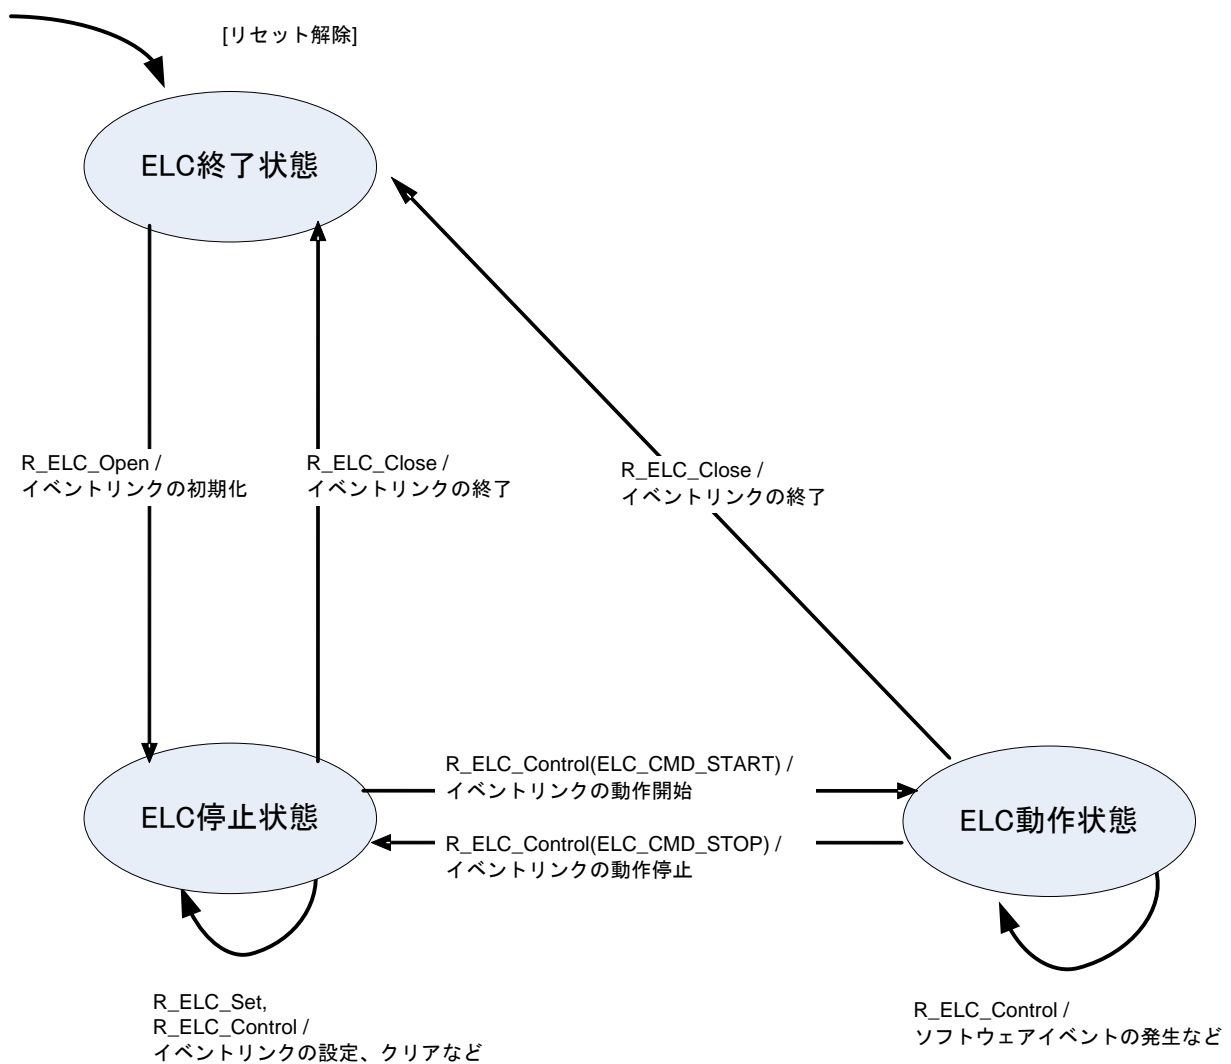 [リセット解除]
ELC終了状態
R_ELC_Open /
イベントリンクの初期化
R_ELC_Close /
イベントリンクの終了
R_ELC_Close /
イベントリンクの終了
ELC停止状態
R_ELC_Control(ELC_CMD_START) /
イベントリンクの動作開始
R_ELC_Control(ELC_CMD_STOP) /
イベントリンクの動作停止
ELC動作状態
R_ELC_Set,
R_ELC_Control /
イベントリンクの設定、クリアなど
R_ELC_Control /
ソフトウェアイベントの発生など